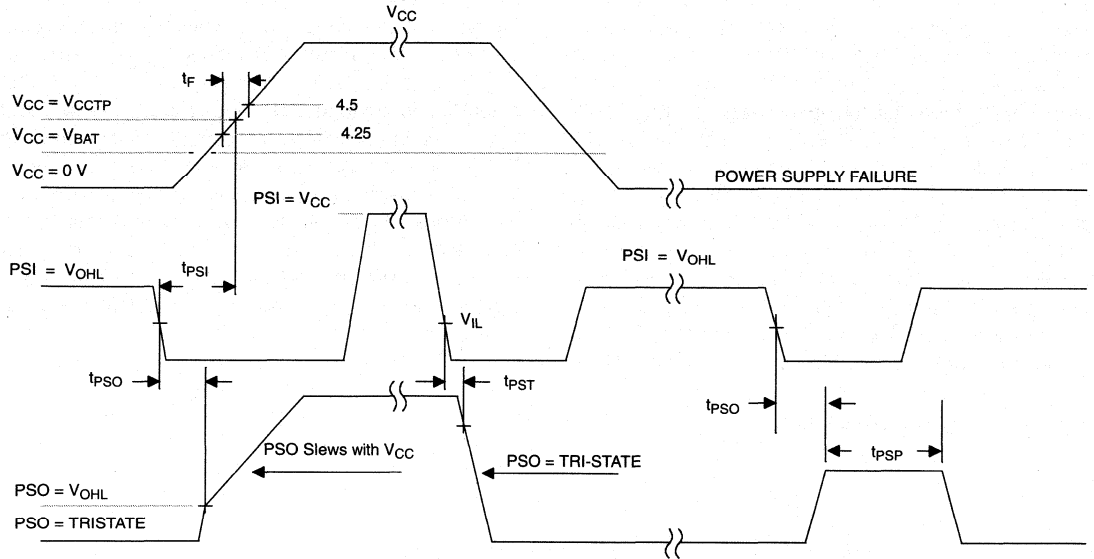 VCC
tF
VCC = VCCTP
4.5
VCC = VBAT
4.25
VCC = 0 V
POWER SUPPLY FAILURE
PSI = VCC
PSI = VOHL
tPSI
PSI = VOHL
VIL
tPSO
tPST
tPSO
PSO Slews with VCC
PSO = TRI-STATE
tPSP
PSO = VOHL
PSO = TRISTATE